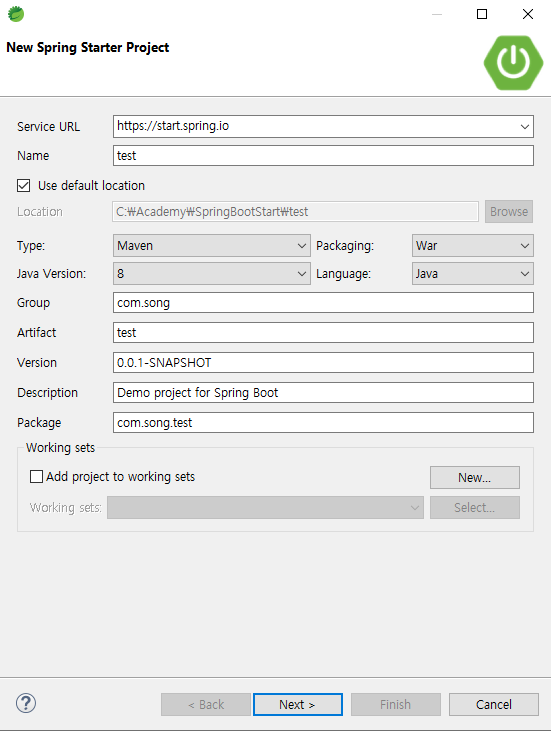 New Spring Starter Project
Service URL https://start.spring.io
Name test
Use default location
Location C:₩Academy₩SpringBootStart₩test Browse
Type: Maven Packaging: War
Java Version: 8 Language: Java
Group com.song
Artifact test
Version 0.0.1-SNAPSHOT
Description Demo project for Spring Boot
Package com.song.test
Working sets
Add project to working sets New...
Working sets: Select...
? < Back Next > Finish Cancel